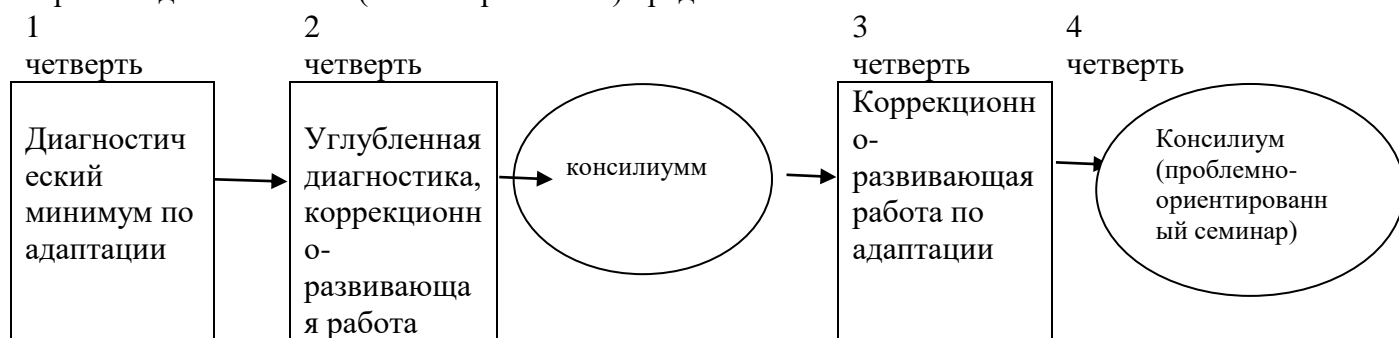 1
четверть
2
четверть
3
четверть
4
четверть
Диагностич
еский
минимум по
адаптации
Углубленная
диагностика,
коррекционн
о-
развивающа
я работа
консилиумм
Коррекционн
о-
развивающая
работа по
адаптации
Консилиум
(проблемно-
ориентированн
ый семинар)